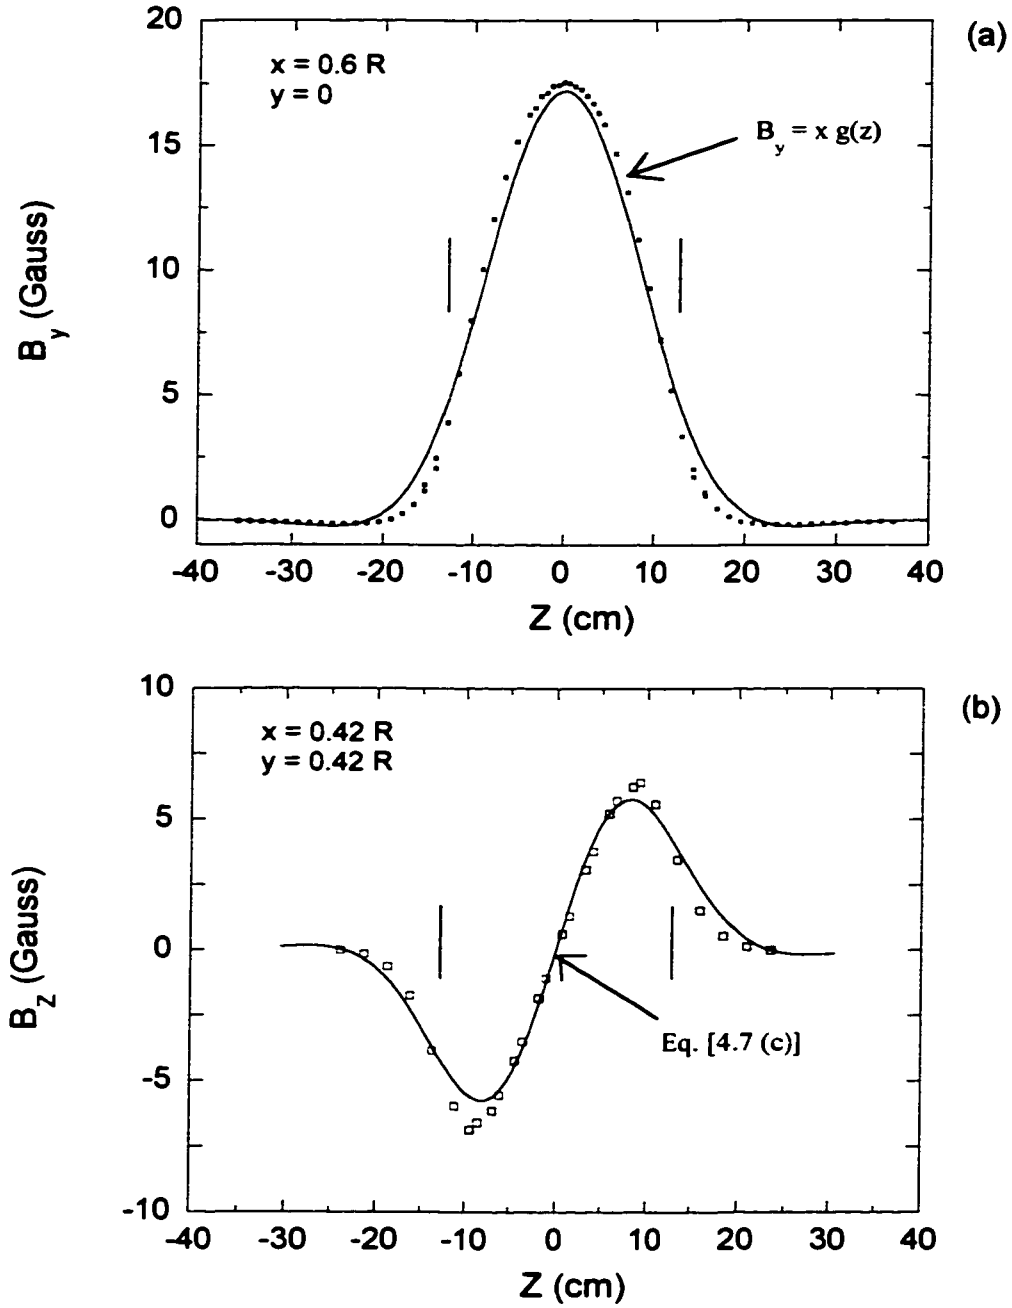 (a)
x = 0.6 R
y = 0
B_y = x g(z)
B_y (Gauss)
20
15
10
5
0
-40 -30 -20 -10 0 10 20 30 40
Z (cm)
(b)
x = 0.42 R
y = 0.42 R
Eq. [4.7 (c)]
B_Z (Gauss)
10
5
0
-5
-10
-40 -30 -20 -10 0 10 20 30 40
Z (cm)